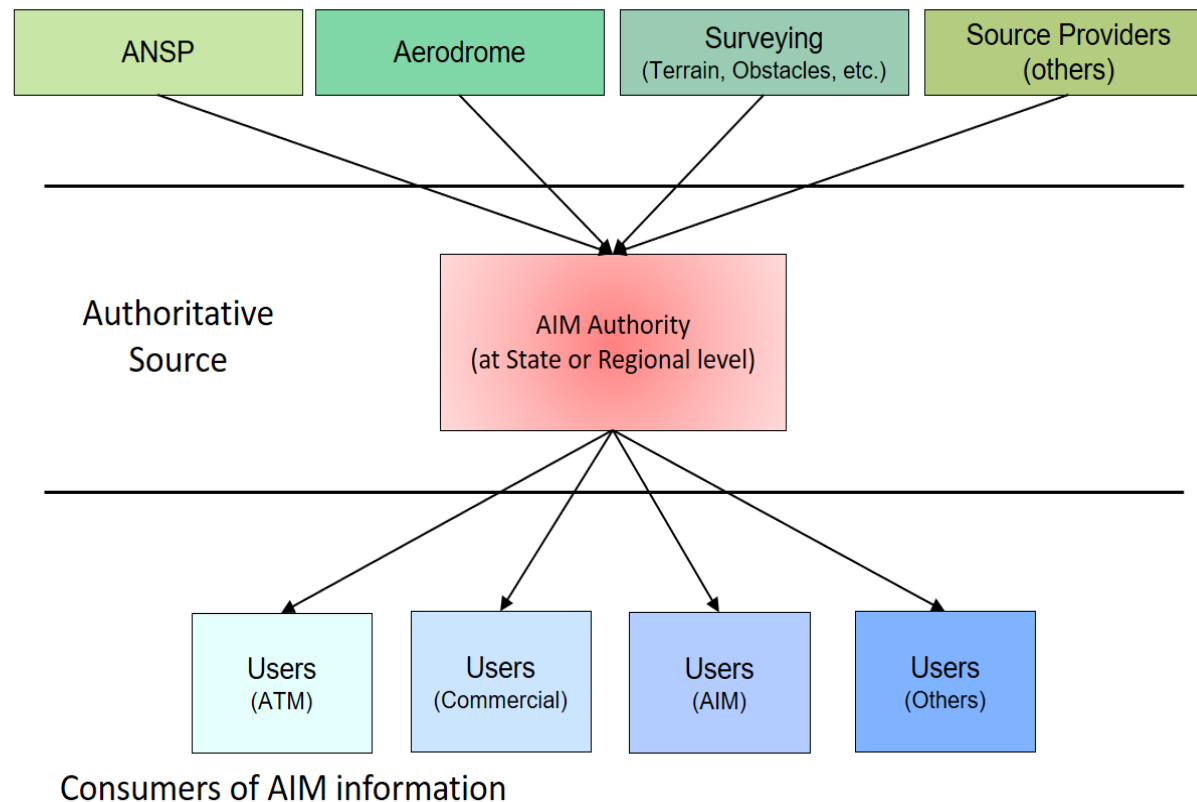 ANSP
Aerodrome
Surveying
(Terrain, Obstacles, etc.)
Source Providers
(others)
Authoritative
Source
AIM Authority
(at State or Regional level)
Users
(ATM)
Users
(Commercial)
Users
(AIM)
Users
(Others)
Consumers of AIM information